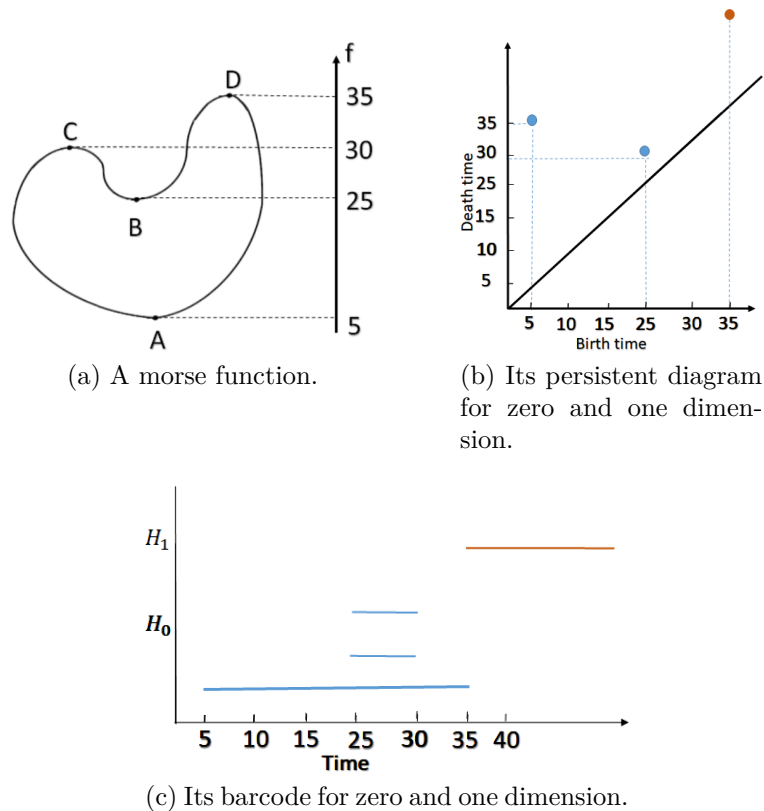 f
D
35
C
30
25
B
5
A
(a) A morse function.
Death time
35
30
25
15
10
5
5 10 15 25 30 35
Birth time
(b) Its persistent diagram
for zero and one dimen-
sion.
H₁
H₀
5 10 15 25 30 35 40
Time
(c) Its barcode for zero and one dimension.